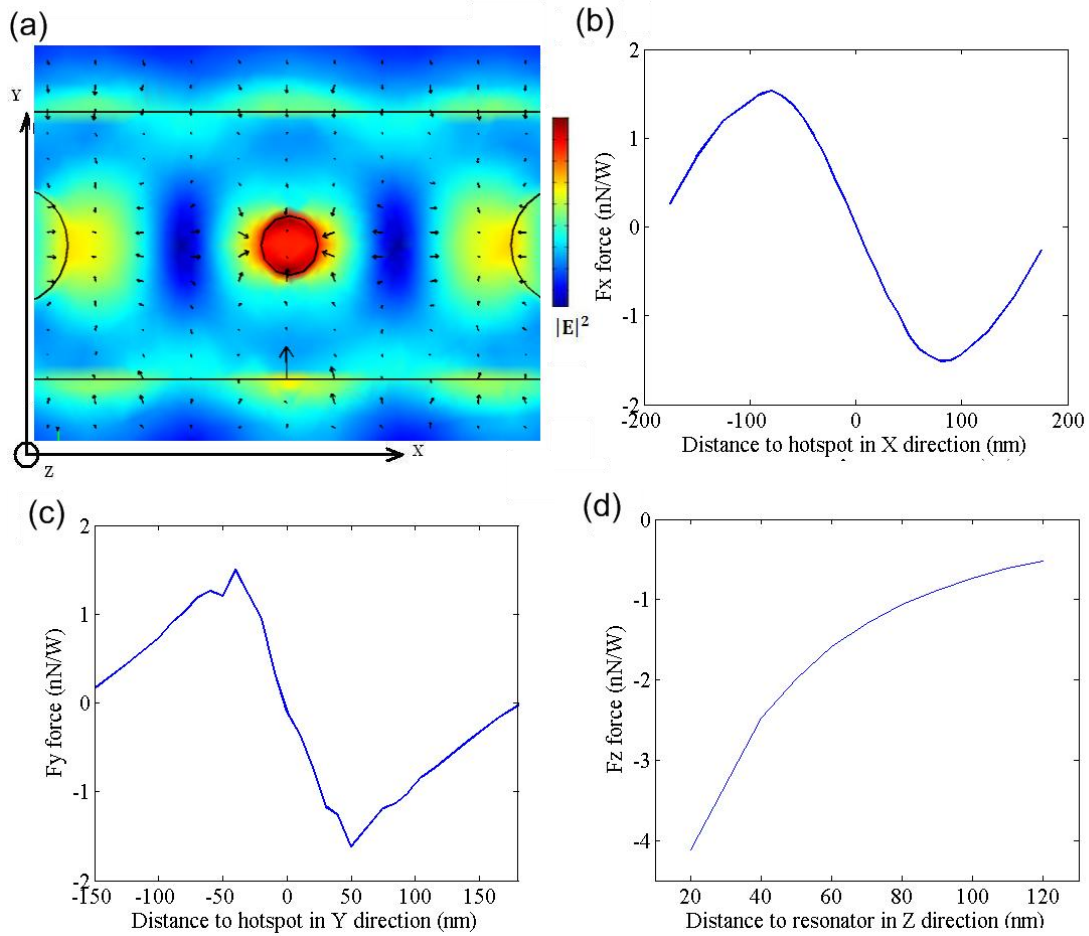 (a)
Y
X
Z
|E|²
(b)
Fx force (nN/W)
2
1
0
-1
-2
-200
-100
0
100
200
Distance to hotspot in X direction (nm)
(c)
Fy force (nN/W)
2
1
0
-1
-2
-150
-100
-50
0
50
100
150
Distance to hotspot in Y direction (nm)
(d)
Fz force (nN/W)
0
-1
-2
-3
-4
20
40
60
80
100
120
Distance to resonator in Z direction (nm)